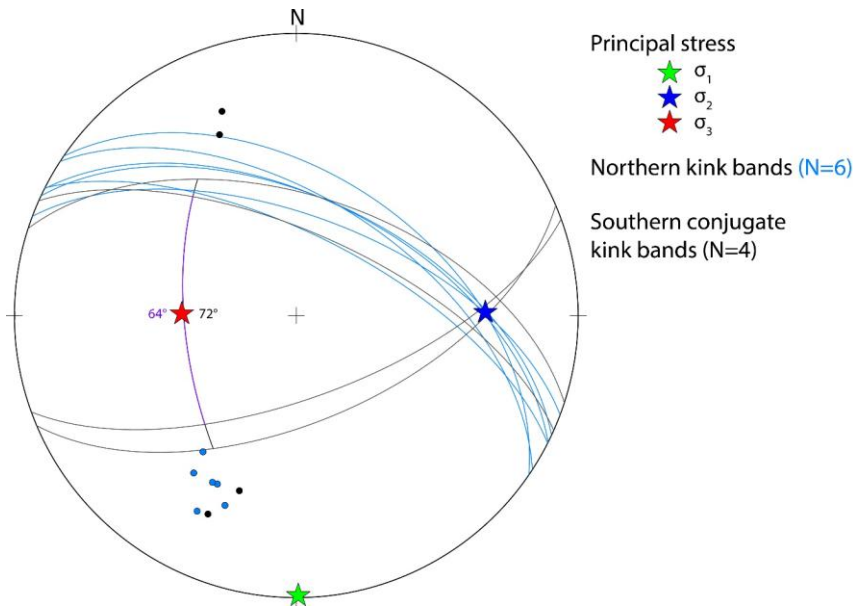 N
Principal stress
σ1
σ2
σ3
Northern kink bands (N=6)
Southern conjugate
kink bands (N=4)
64° 72°